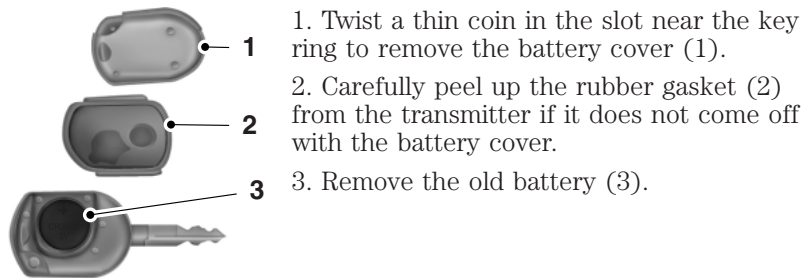 1. Twist a thin coin in the slot near the key
ring to remove the battery cover (1).
2. Carefully peel up the rubber gasket (2)
from the transmitter if it does not come off
with the battery cover.
3. Remove the old battery (3).
1
2
3